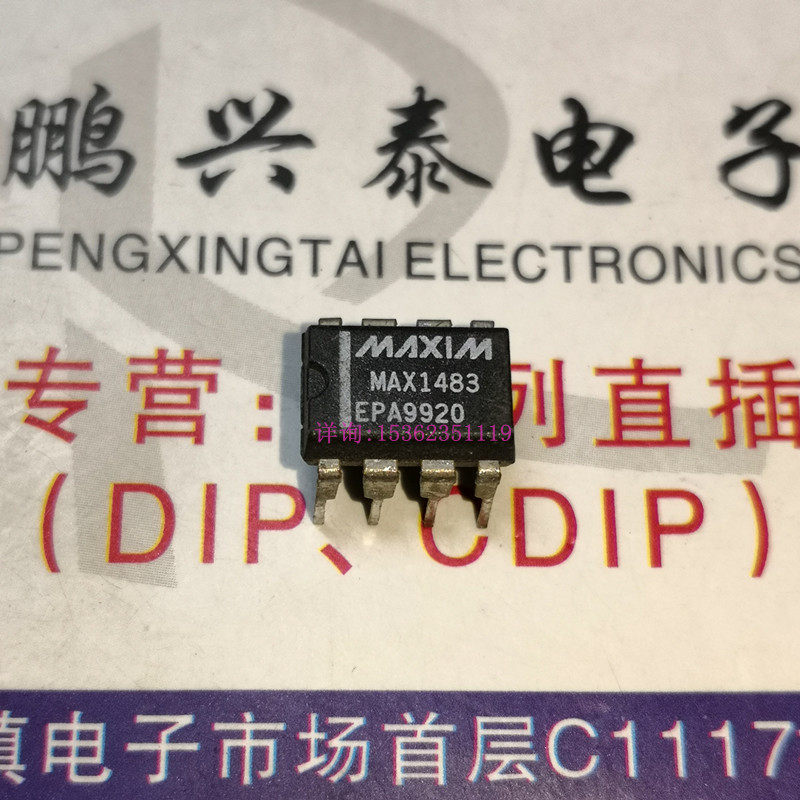 鹏兴泰电子
PENGXINGTAI ELECTRONICS
MAXIM
MAX1483
EPA9920
详询:15362351119
专营: 列直插
(DIP、CDIP)
镇电子市场首层C1117